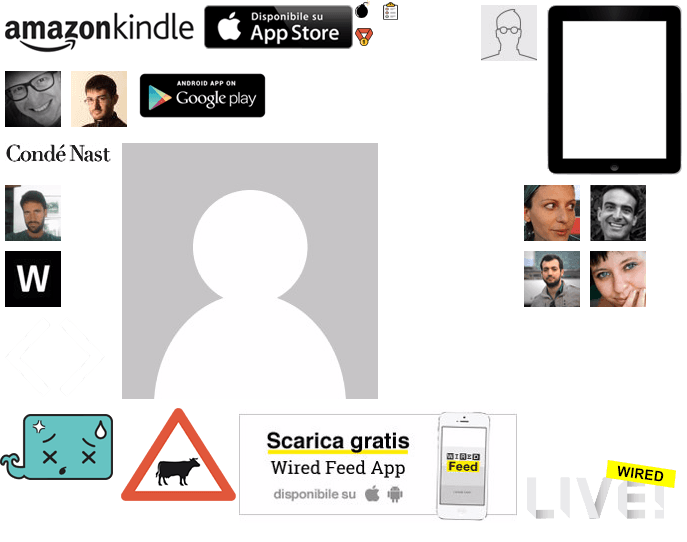 amazonkindle
Disponibile su
App Store
ANDROID APP ON
Google play
Condé Nast
W
Scarica gratis
Wired Feed App
disponibile su
WIRED
Feed
WIRED
LIVE!